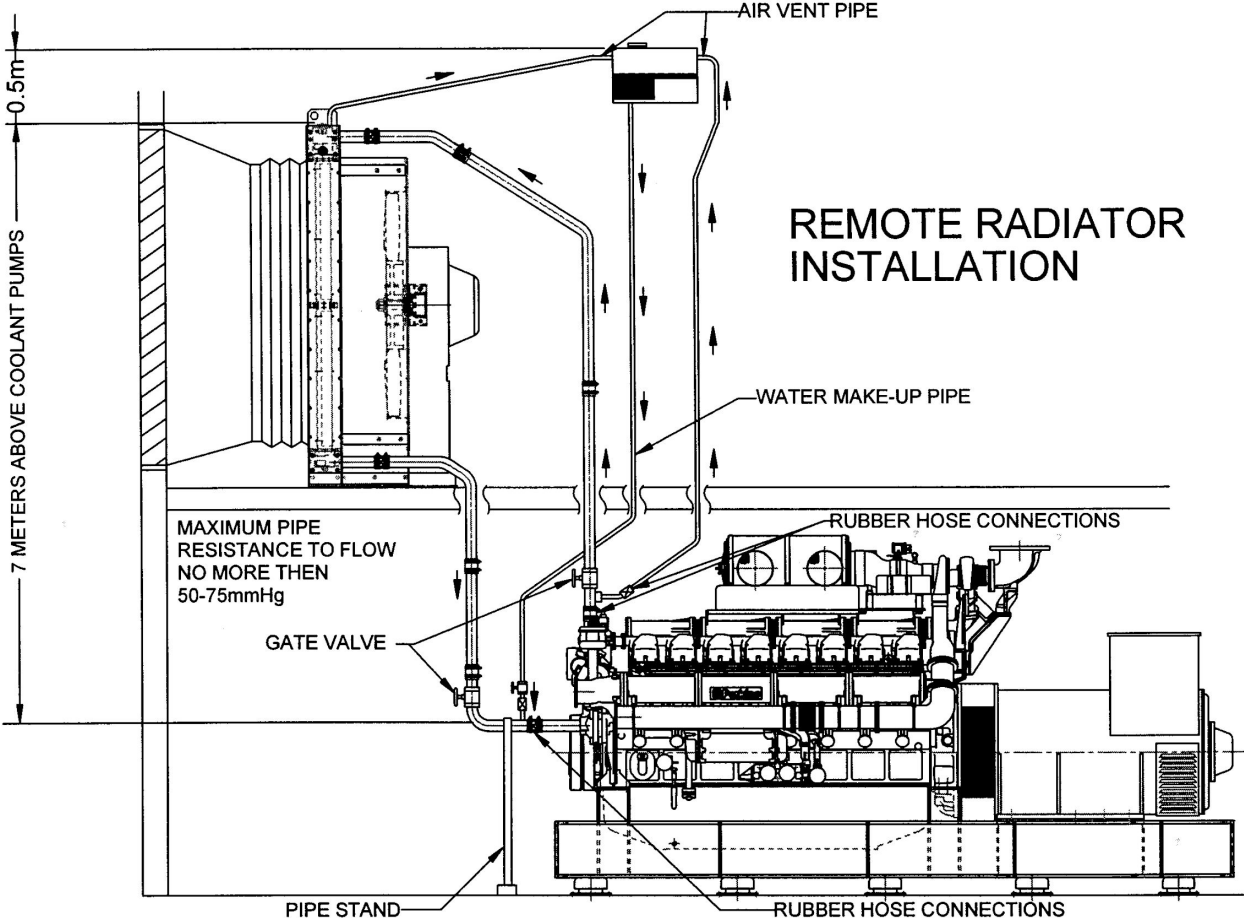 AIR VENT PIPE
0.5m
REMOTE RADIATOR
INSTALLATION
7 METERS ABOVE COOLANT PUMPS
WATER MAKE-UP PIPE
MAXIMUM PIPE
RESISTANCE TO FLOW
NO MORE THEN
50-75mmHg
RUBBER HOSE CONNECTIONS
GATE VALVE
PIPE STAND
RUBBER HOSE CONNECTIONS